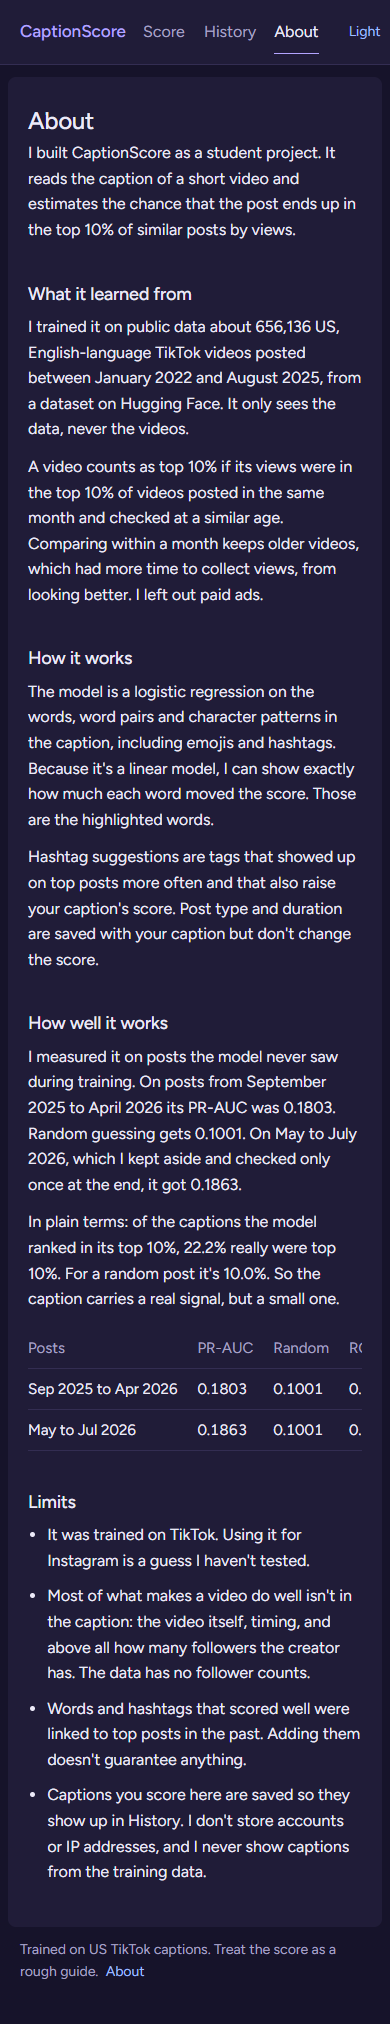 CaptionScore Score History About Light
About
I built CaptionScore as a student project. It
reads the caption of a short video and
estimates the chance that the post ends up in
the top 10% of similar posts by views.
What it learned from
I trained it on public data about 656,136 US,
English-language TikTok videos posted
between January 2022 and August 2025, from
a dataset on Hugging Face. It only sees the
data, never the videos.
A video counts as top 10% if its views were in
the top 10% of videos posted in the same
month and checked at a similar age.
Comparing within a month keeps older videos,
which had more time to collect views, from
looking better. I left out paid ads.
How it works
The model is a logistic regression on the
words, word pairs and character patterns in
the caption, including emojis and hashtags.
Because it's a linear model, I can show exactly
how much each word moved the score. Those
are the highlighted words.
Hashtag suggestions are tags that showed up
on top posts more often and that also raise
your caption's score. Post type and duration
are saved with your caption but don't change
the score.
How well it works
I measured it on posts the model never saw
during training. On posts from September
2025 to April 2026 its PR-AUC was 0.1803.
Random guessing gets 0.1001. On May to July
2026, which I kept aside and checked only
once at the end, it got 0.1863.
In plain terms: of the captions the model
ranked in its top 10%, 22.2% really were top
10%. For a random post it's 10.0%. So the
caption carries a real signal, but a small one.
Posts PR-AUC Random
Sep 2025 to Apr 2026 0.1803 0.1001 0.
May to Jul 2026 0.1863 0.1001 0.
Limits
• It was trained on TikTok. Using it for
Instagram is a guess I haven't tested.
• Most of what makes a video do well isn't in
the caption: the video itself, timing, and
above all how many followers the creator
has. The data has no follower counts.
• Words and hashtags that scored well were
linked to top posts in the past. Adding them
doesn't guarantee anything.
• Captions you score here are saved so they
show up in History. I don't store accounts
or IP addresses, and I never show captions
from the training data.
Trained on US TikTok captions. Treat the score as a
rough guide. About